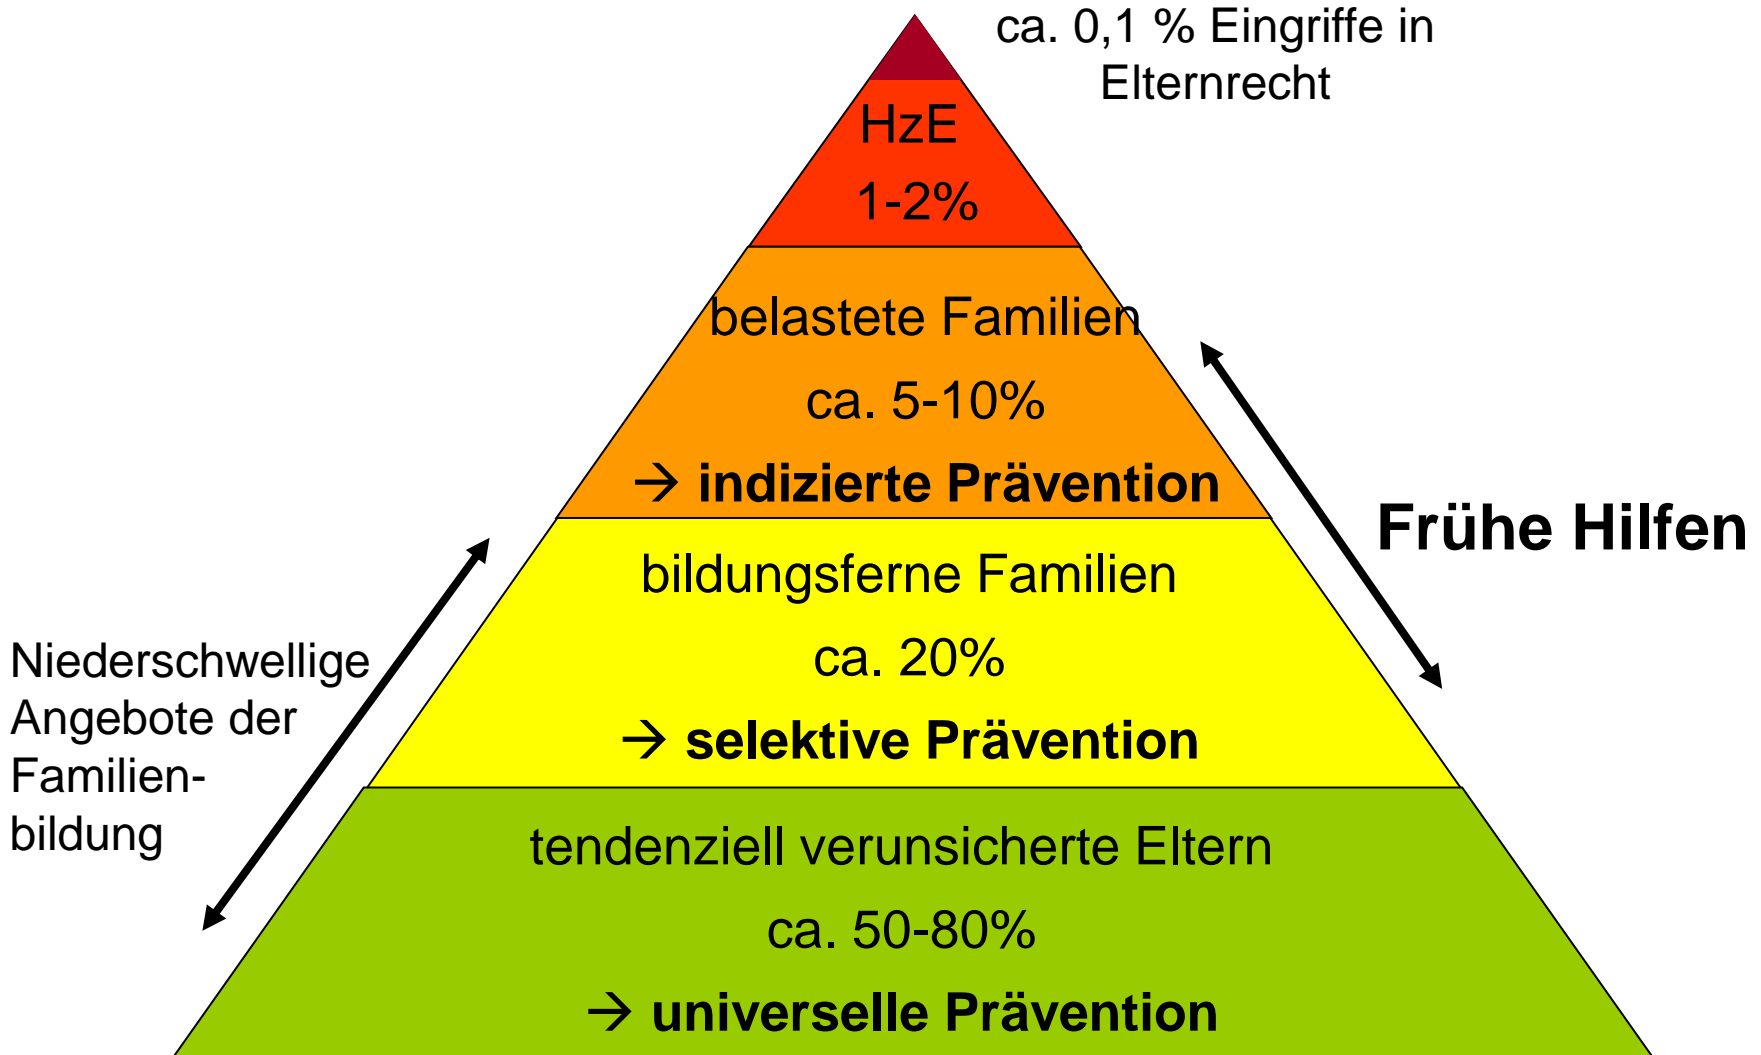 ca. 0,1 % Eingriffe in
Elternrecht
HzE
1-2%
belastete Familien
ca. 5-10%
→ indizierte Prävention
Frühe Hilfen
bildungsferne Familien
ca. 20%
→ selektive Prävention
Niederschwellige
Angebote der
Familien-
bildung
tendenziell verunsicherte Eltern
ca. 50-80%
→ universelle Prävention